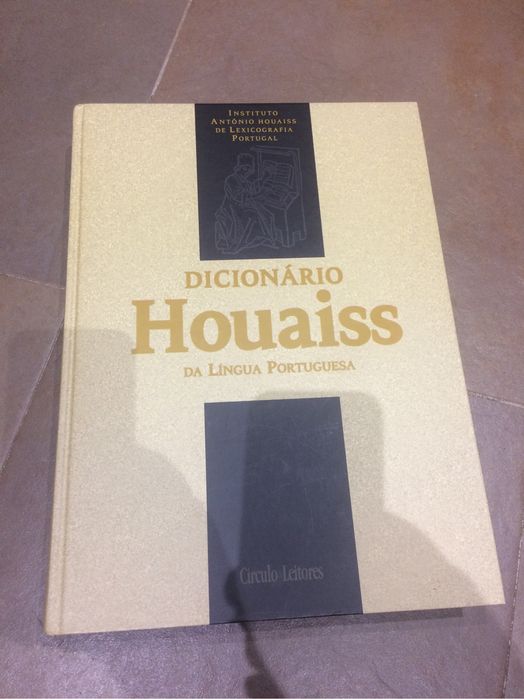 INSTITUTO
ANTÓNIO HOUAISS
DE LEXICOGRAFIA
PORTUGAL
DICIONÁRIO
Houaiss
DA LÍNGUA PORTUGUESA
Círculo Leitores